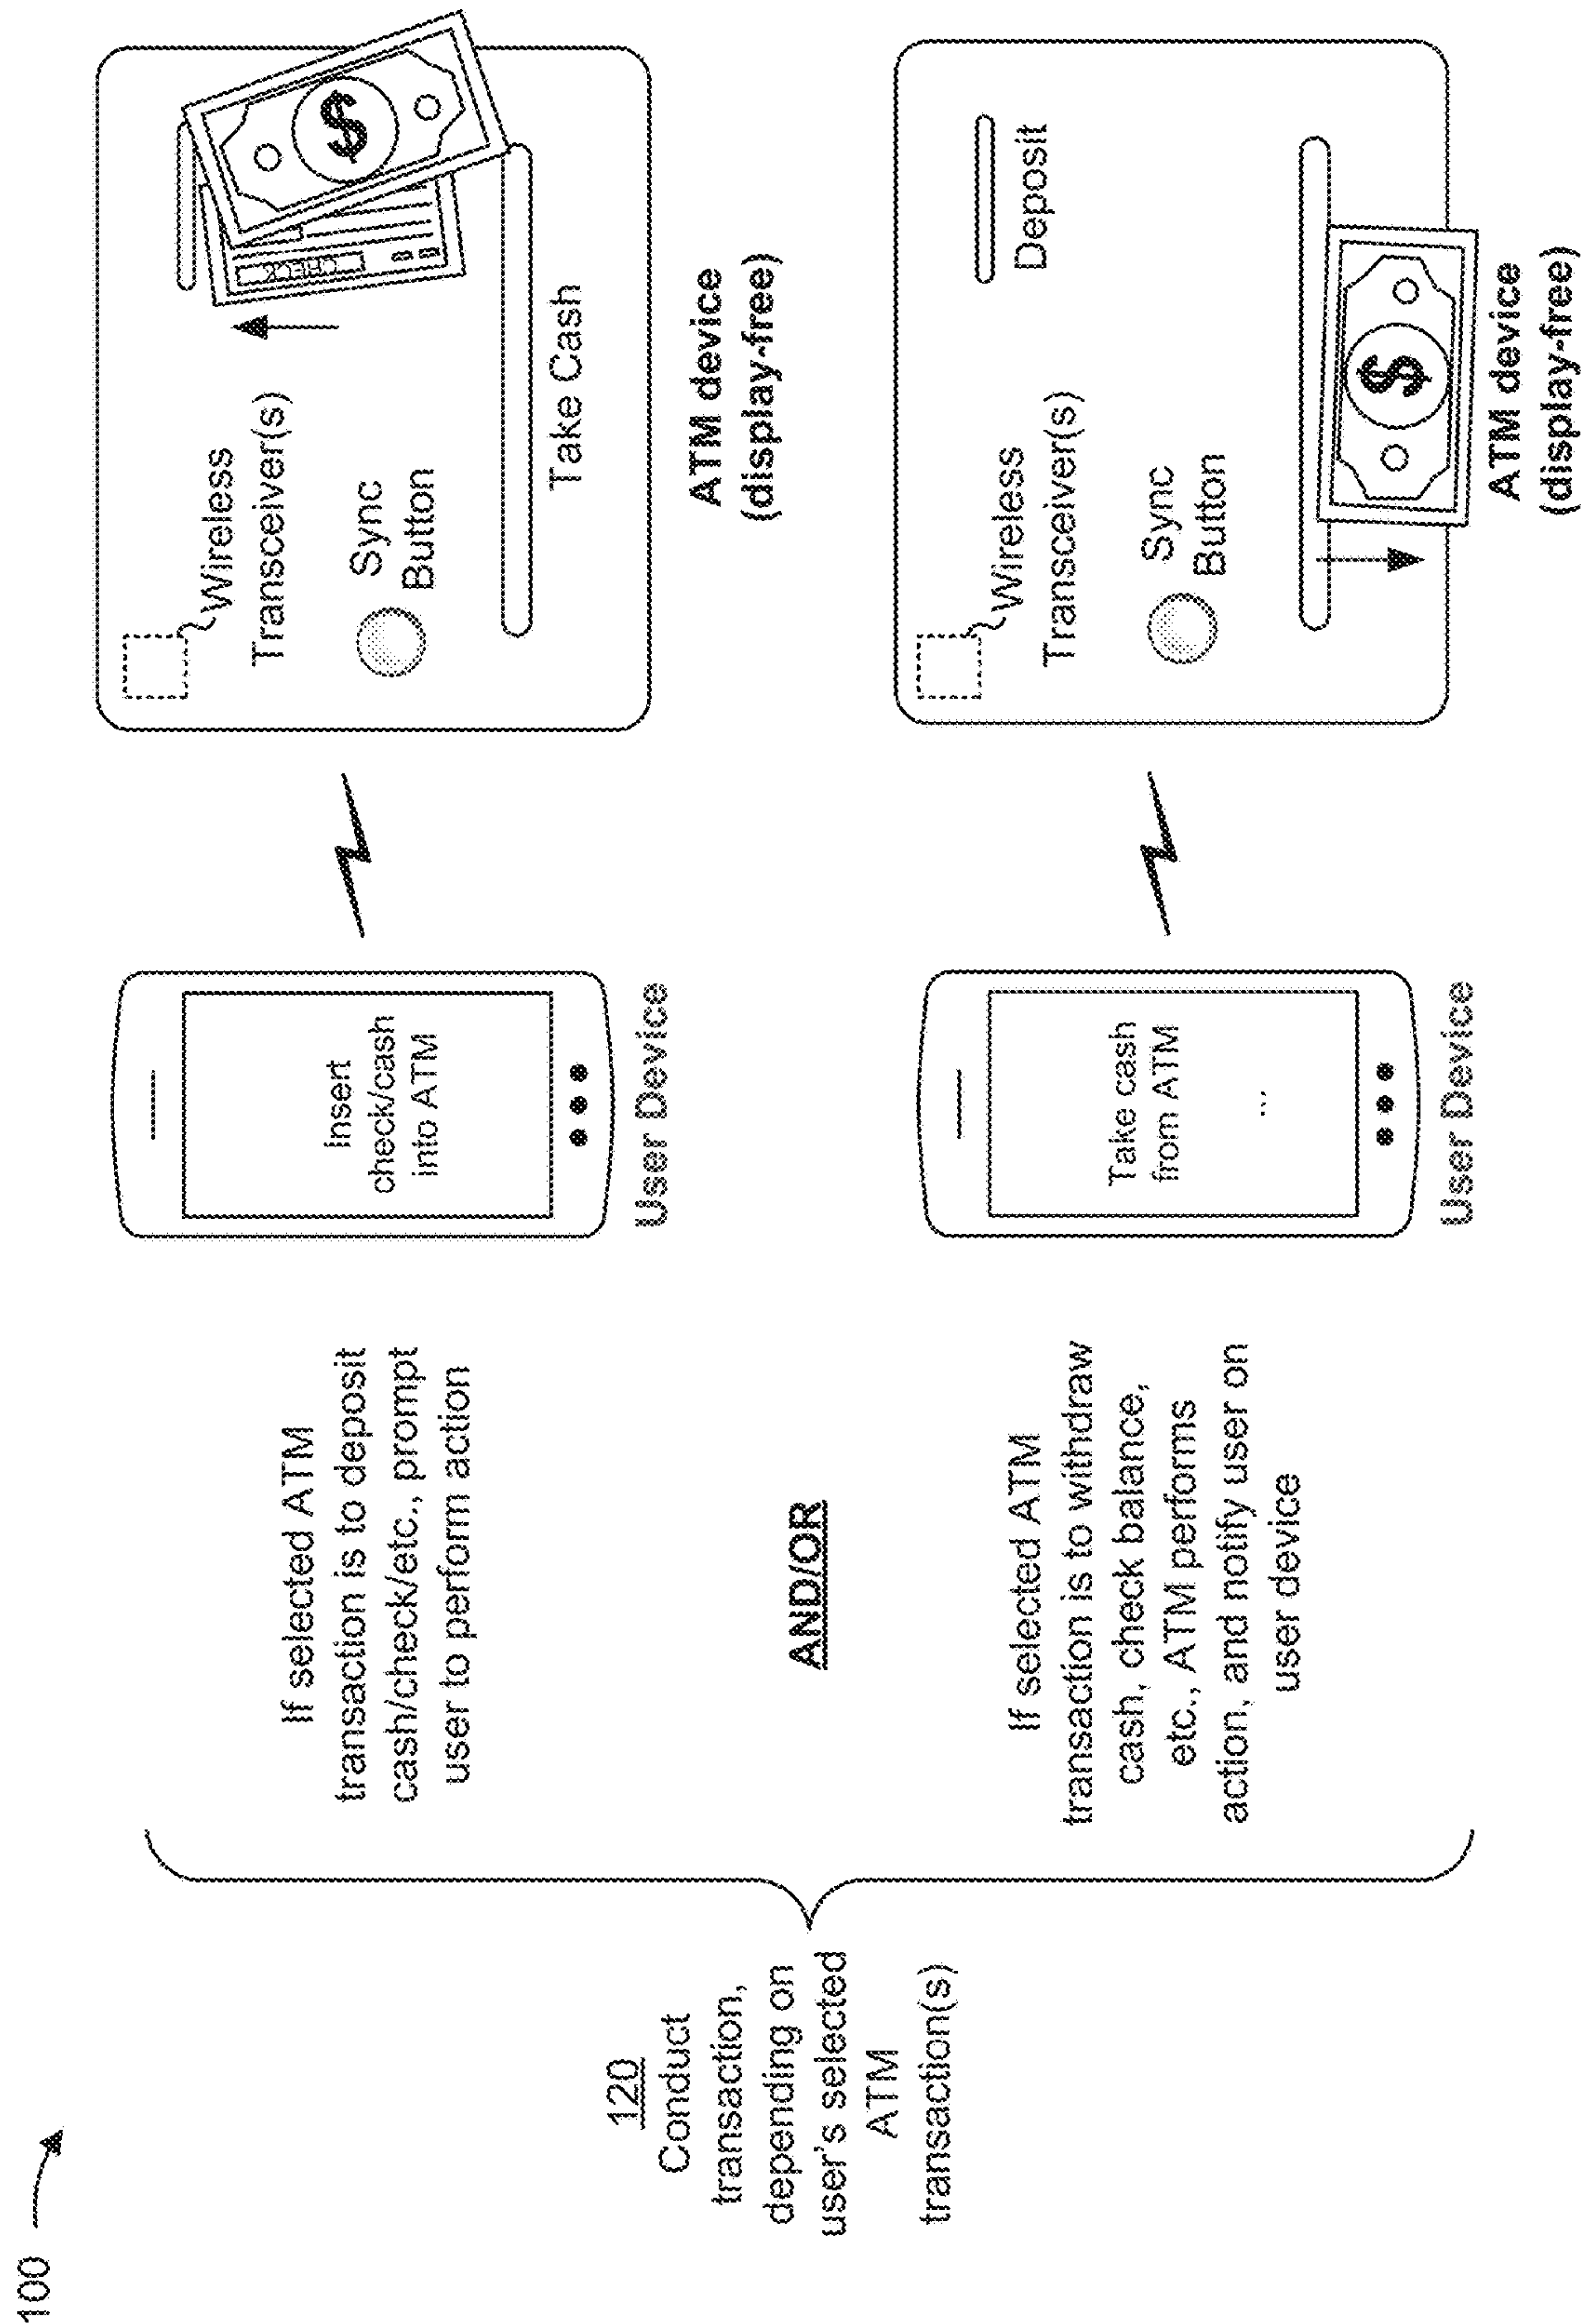 100
120
Conduct
transaction,
depending on
user's selected
ATM
transaction(s)
If selected ATM
transaction is to deposit
cash/check/etc., prompt
user to perform action
AND/OR
If selected ATM
transaction is to withdraw
cash, check balance,
etc., ATM performs
action, and notify user on
user device
Insert
check/cash
into ATM
User Device
Wireless
Transceiver(s)
Sync
Button
CHECK
$
Take Cash
ATM device
(display-free)
Take cash
from ATM
...
User Device
Wireless
Transceiver(s)
Deposit
Sync
Button
$
ATM device
(display-free)